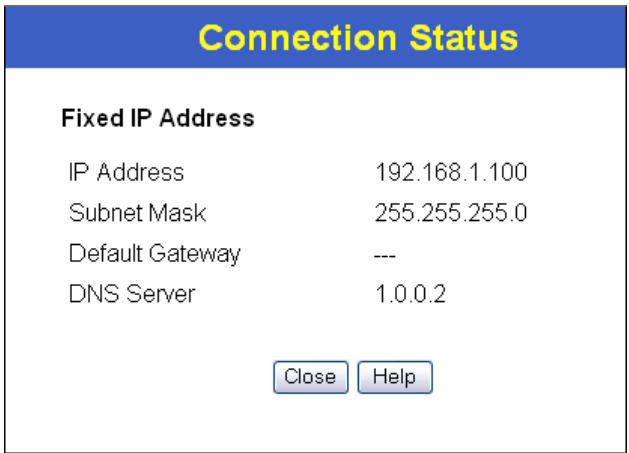 Connection Status
Fixed IP Address
IP Address 192.168.1.100
Subnet Mask 255.255.255.0
Default Gateway ---
DNS Server 1.0.0.2
Close Help